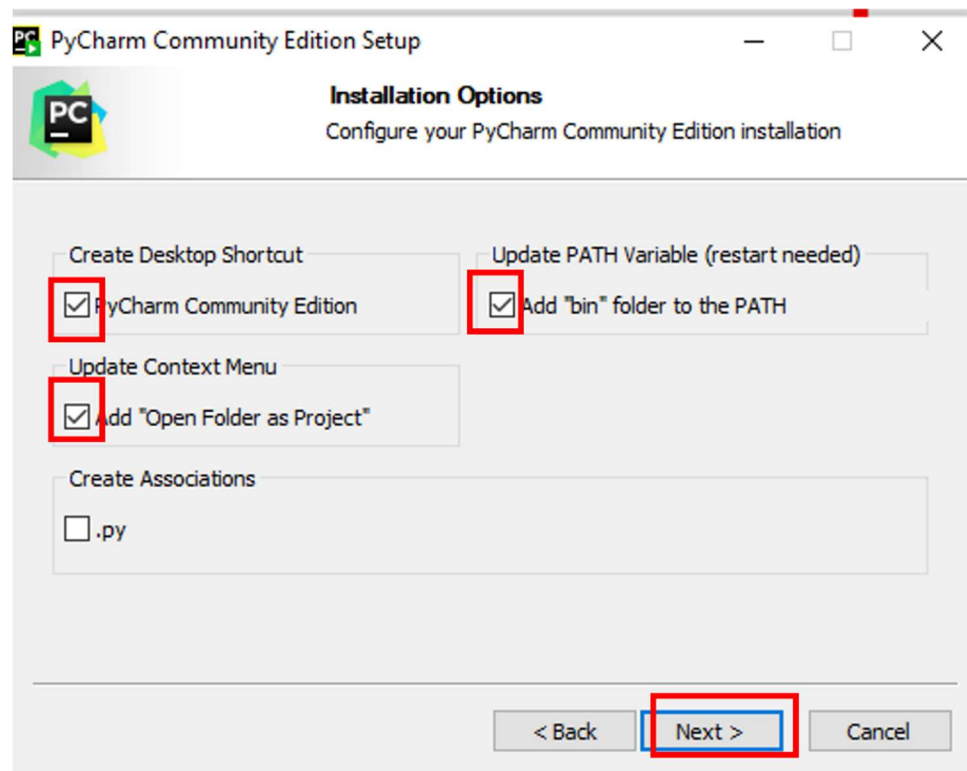 PC PyCharm Community Edition Setup
PC
Installation Options
Configure your PyCharm Community Edition installation
Create Desktop Shortcut
PyCharm Community Edition
Update PATH Variable (restart needed)
Add "bin" folder to the PATH
Update Context Menu
Add "Open Folder as Project"
Create Associations
.py
< Back
Next >
Cancel